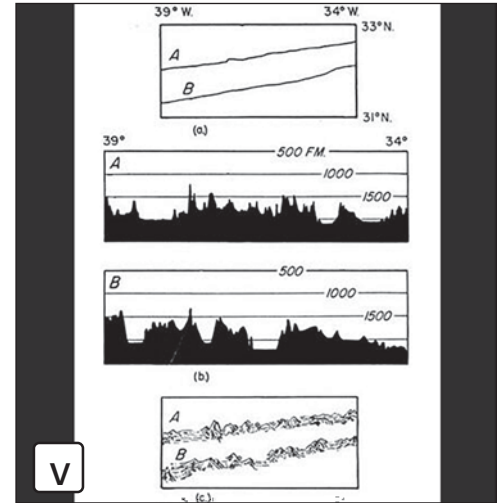 39° W. 34° W.
33° N.
A
B
31° N.
(a.)
39° 34°
A 500 FM.
1000
1500
B 500
1000
1500
(b.)
A
B
V
(c.)